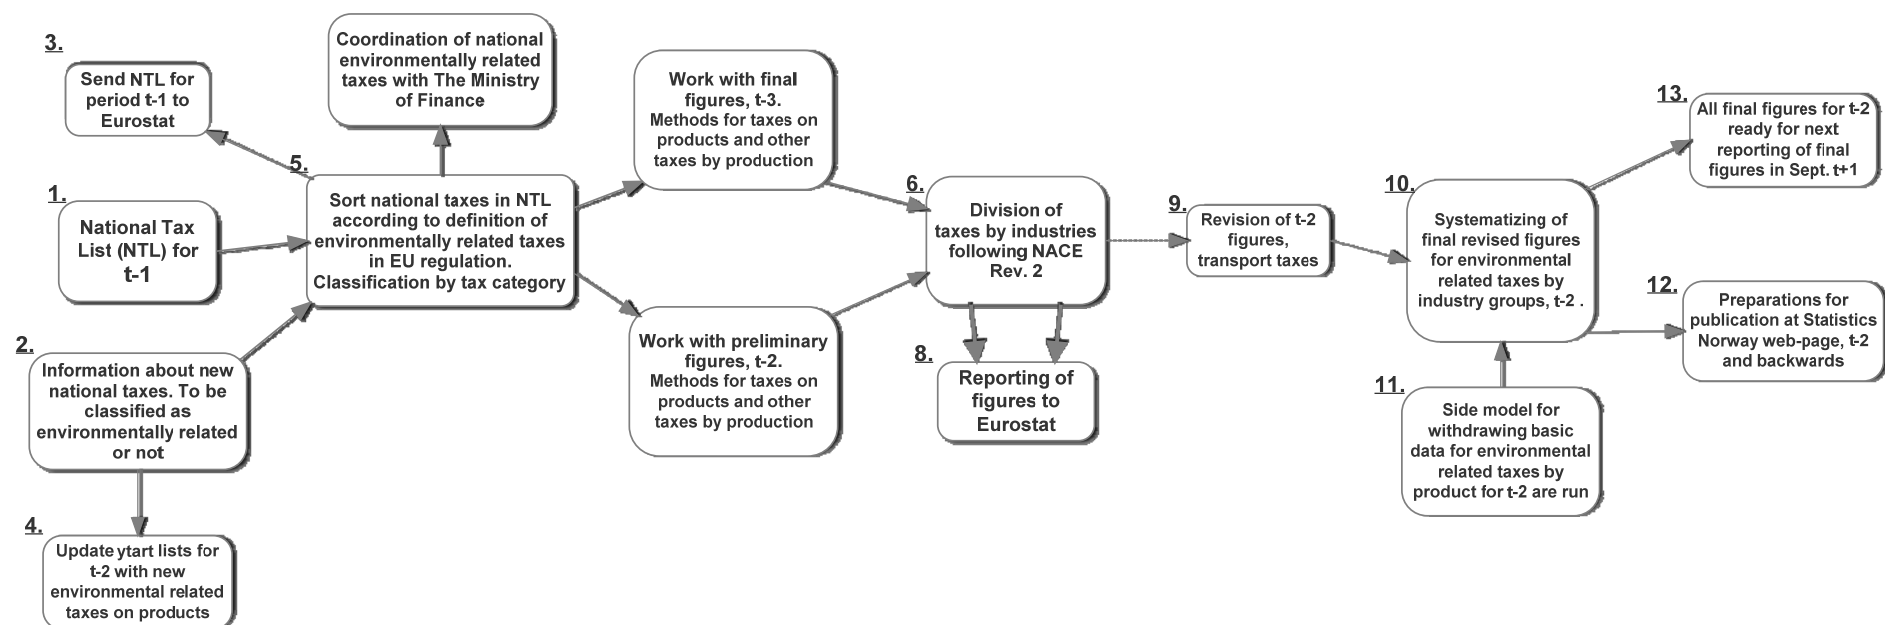 3.
Send NTL for
period t-1 to
Eurostat
Coordination of national
environmentally related
taxes with The Ministry
of Finance
1.
National Tax
List (NTL) for
t-1
5.
Sort national taxes in NTL
according to definition of
environmentally related taxes
in EU regulation.
Classification by tax category
2.
Information about new
national taxes. To be
classified as
environmentally related
or not
4.
Update ytart lists for
t-2 with new
environmental related
taxes on products
Work with final
figures, t-3.
Methods for taxes on
products and other
taxes by production
Work with preliminary
figures, t-2.
Methods for taxes on
products and other
taxes by production
6.
Division of
taxes by industries
following NACE
Rev. 2
8.
Reporting of
figures to
Eurostat
9.
Revision of t-2
figures,
transport taxes
10.
Systematizing of
final revised figures
for environmental
related taxes by
industry groups, t-2 .
11.
Side model for
withdrawing basic
data for environmental
related taxes by
product for t-2 are run
13.
All final figures for t-2
ready for next
reporting of final
figures in Sept. t+1
12.
Preparations for
publication at Statistics
Norway web-page, t-2
and backwards